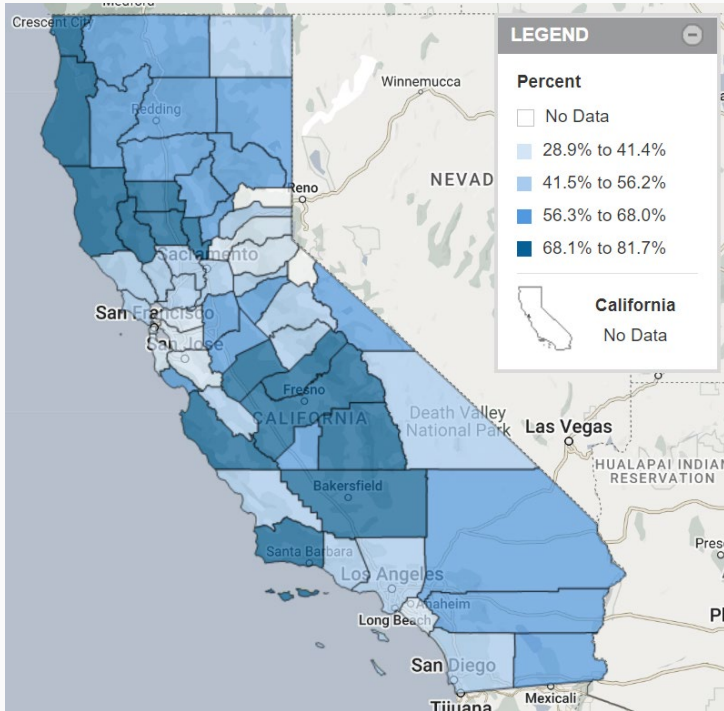 Medford
Crescent City
LEGEND
Percent
No Data
28.9% to 41.4%
41.5% to 56.2%
56.3% to 68.0%
68.1% to 81.7%
California
No Data
Winnemucca
Redding
NEVAD
Reno
Sacramento
San Francisco
San Jose
Fresno
CALIFORNIA
Death Valley
National Park
Las Vegas
HUALAPAI INDIAN
RESERVATION
Bakersfield
Pres
Santa Barbara
Los Angeles
Anaheim
Long Beach
San Diego
Mexicali
Tijuana